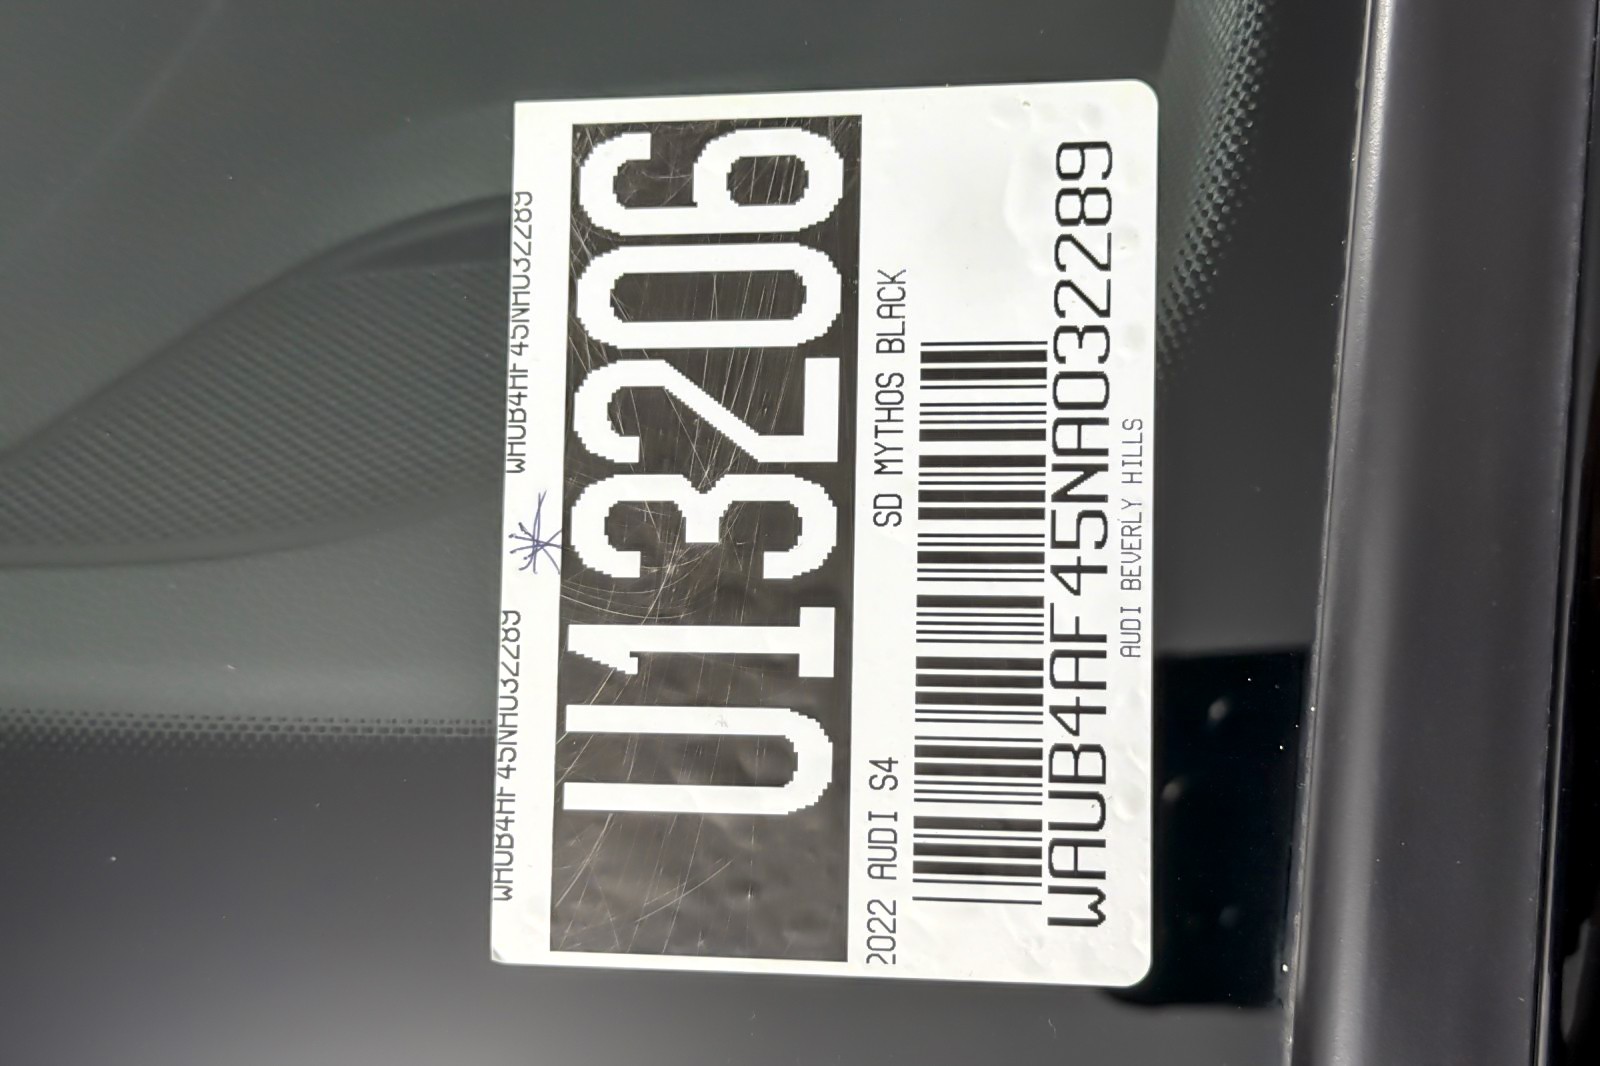 WAUB4AF45NA032289 WAUB4AF45NA032289
U13206
2022 AUDI S4 SD MYTHOS BLACK
WAUB4AF45NA032289
AUDI BEVERLY HILLS